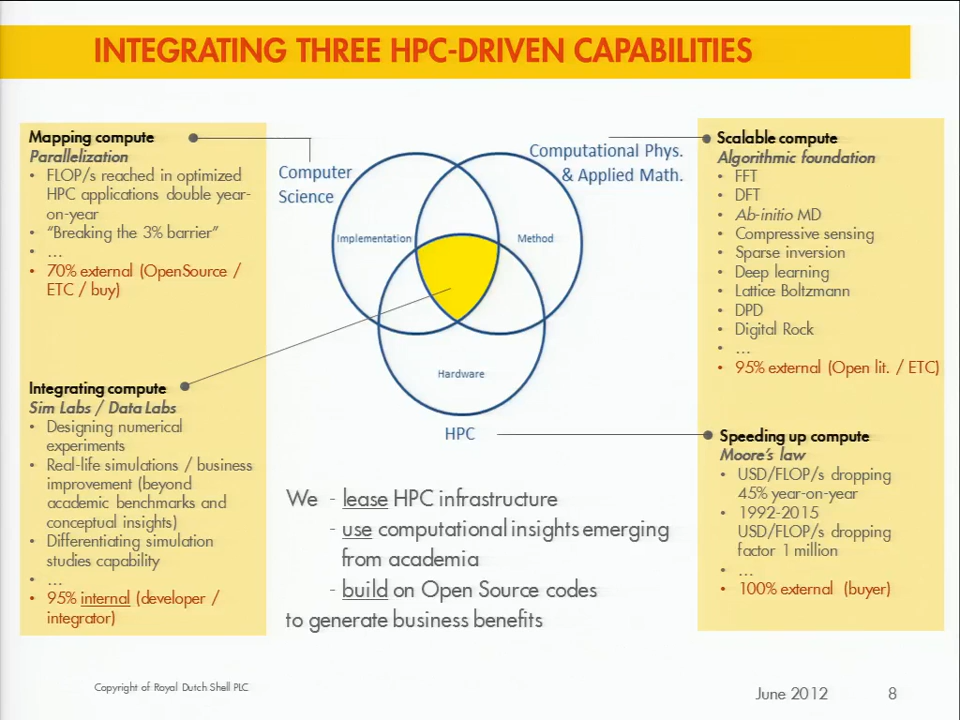 INTEGRATING THREE HPC-DRIVEN CAPABILITIES
Mapping compute
Parallelization
• FLOP/s reached in optimized
HPC applications double year-
on-year
• “Breaking the 3% barrier”
• ...
• 70% external (OpenSource /
ETC / buy)
Integrating compute
Sim Labs / Data Labs
• Designing numerical
experiments
• Real-life simulations / business
improvement (beyond
academic benchmarks and
conceptual insights)
• Differentiating simulation
studies capability
• ...
• 95% internal (developer /
integrator)
Computer
Science
Computational Phys.
& Applied Math.
Implementation
Method
Hardware
HPC
We - lease HPC infrastructure
- use computational insights emerging
from academia
- build on Open Source codes
to generate business benefits
Scalable compute
Algorithmic foundation
• FFT
• DFT
• Ab-initio MD
• Compressive sensing
• Sparse inversion
• Deep learning
• Lattice Boltzmann
• DPD
• Digital Rock
• ...
• 95% external (Open lit. / ETC)
Speeding up compute
Moore’s law
• USD/FLOP/s dropping
45% year-on-year
• 1992-2015
USD/FLOP/s dropping
factor 1 million
• ...
• 100% external (buyer)
Copyright of Royal Dutch Shell PLC
June 2012
8